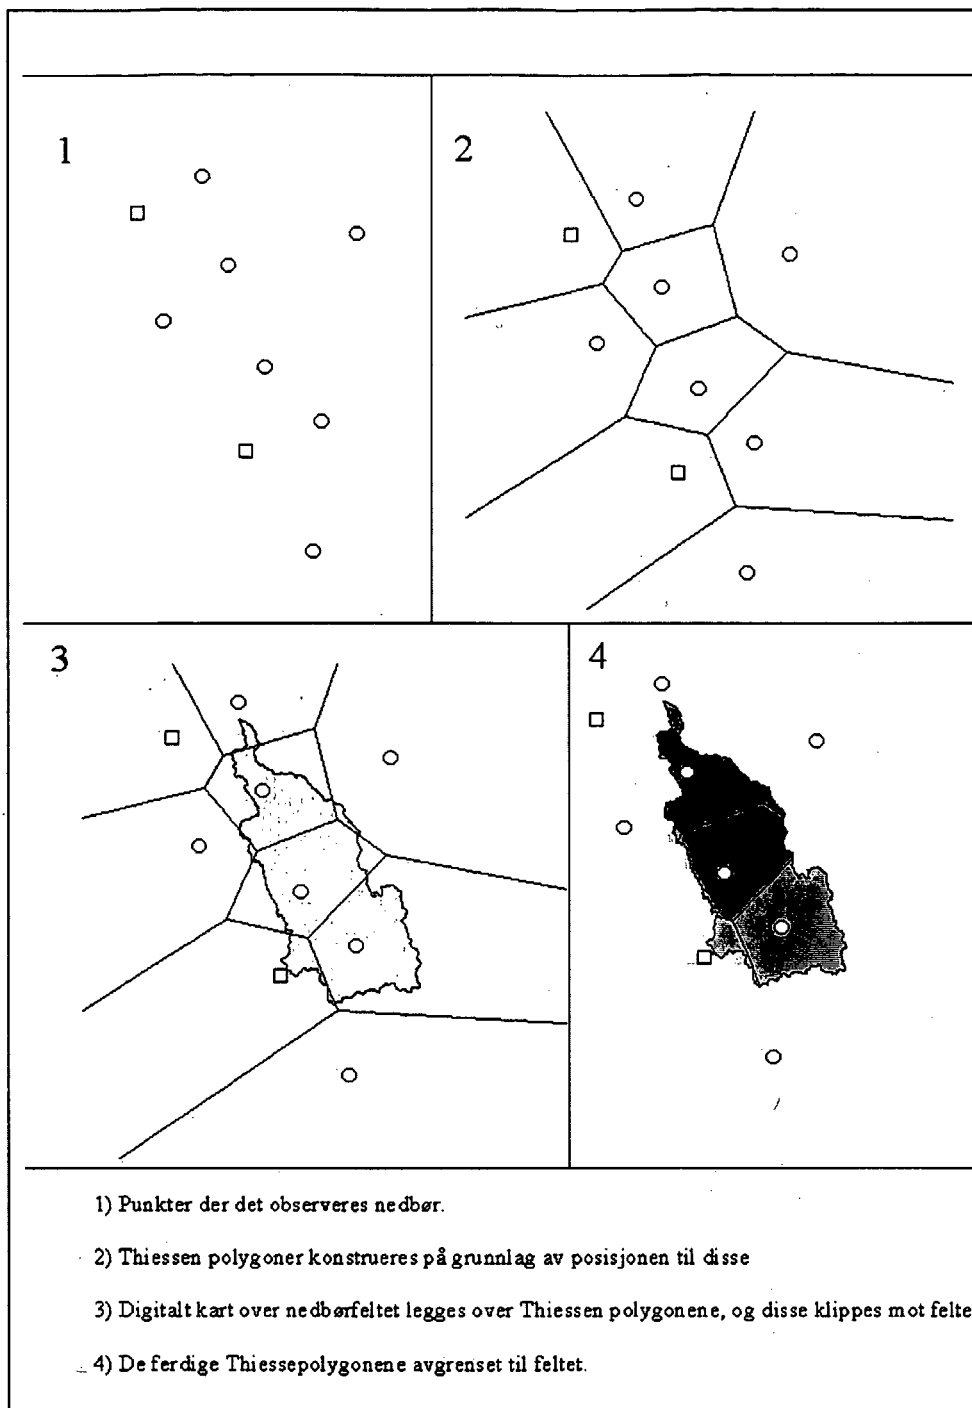 1
2
3
4
1) Punkter der det observeres nedbør.
2) Thiessen polygoner konstrueres på grunnlag av posisjonen til disse
3) Digitalt kart over nedbørfeltet legges over Thiessen polygonene, og disse klippes mot felte
4) De ferdige Thiessepolygonene avgrenset til feltet.